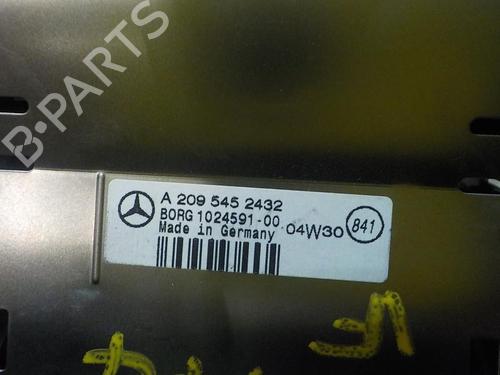 B-PARTS
A 209 545 2432
BORG 1024591-00
Made in Germany 04W30 841